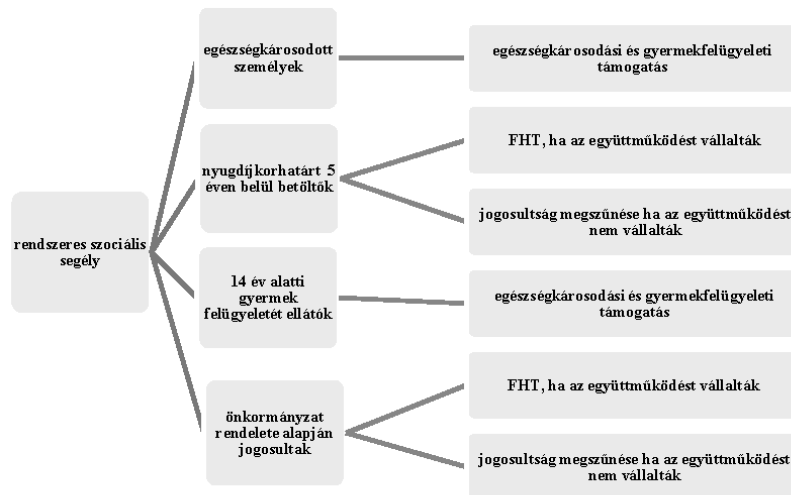 rendszeres szociális
segély
egészségkárosodott
személyek
egészségkárosodási és gyermekfelügyeleti
támogatás
nyugdíjkorhatárt 5
éven belül betöltők
FHT, ha az együttműködést vállalták
jogosultság megszűnése ha az együttműködést
nem vállalták
14 év alatti
gyermek
felügyeletét ellátók
egészségkárosodási és gyermekfelügyeleti
támogatás
önkormányzat
rendelete alapján
jogosultak
FHT, ha az együttműködést vállalták
jogosultság megszűnése ha az együttműködést
nem vállalták